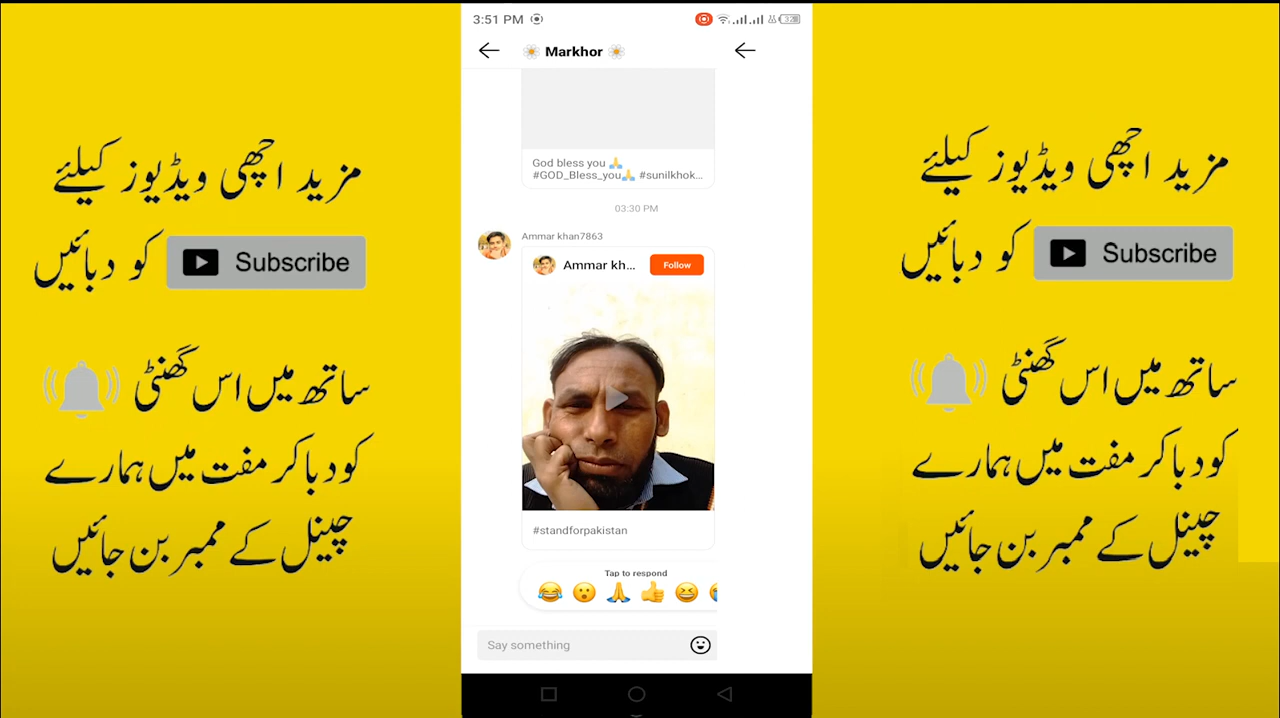 مزید اچھی ویڈیوز کیلئے
کو دبائیں Subscribe
ساتھ میں اس گھنٹی
کو دبا کر مفت میں ہمارے
چینل کے ممبر بن جائیں
3:51 PM
Markhor
God bless you 🙏
#GOD_Bless_you🙏 #sunilkhok...
03:30 PM
Ammar khan7863
Ammar kh... Follow
#standforpakistan
Tap to respond
😂 😮 🙏 👍 😆
Say something
مزید اچھی ویڈیوز کیلئے
کو دبائیں Subscribe
ساتھ میں اس گھنٹی
کو دبا کر مفت میں ہمارے
چینل کے ممبر بن جائیں